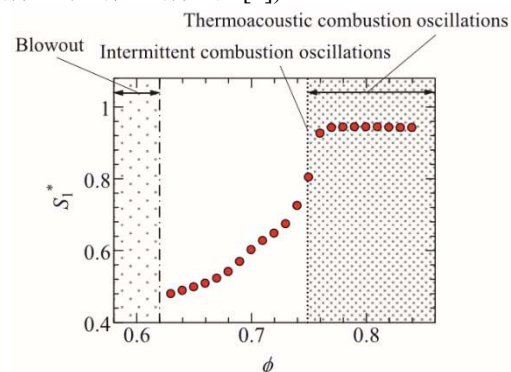 Thermoacoustic combustion oscillations
Blowout
Intermittent combustion oscillations
1
0.8
0.6
0.4
S₁*
0.6
0.7
0.8
ϕ